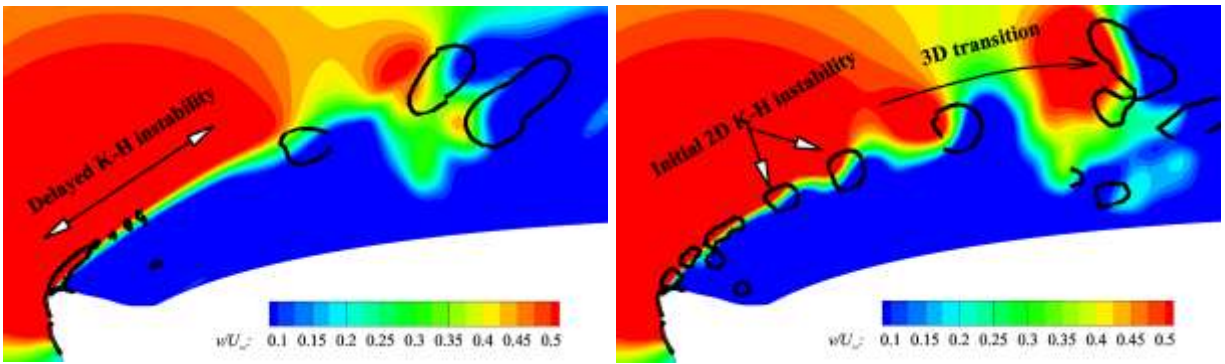 Delayed K-H instability
w/U∞: 0.1 0.15 0.2 0.25 0.3 0.35 0.4 0.45 0.5
Initial 2D K-H instability
3D transition
w/U∞: 0.1 0.15 0.2 0.25 0.3 0.35 0.4 0.45 0.5